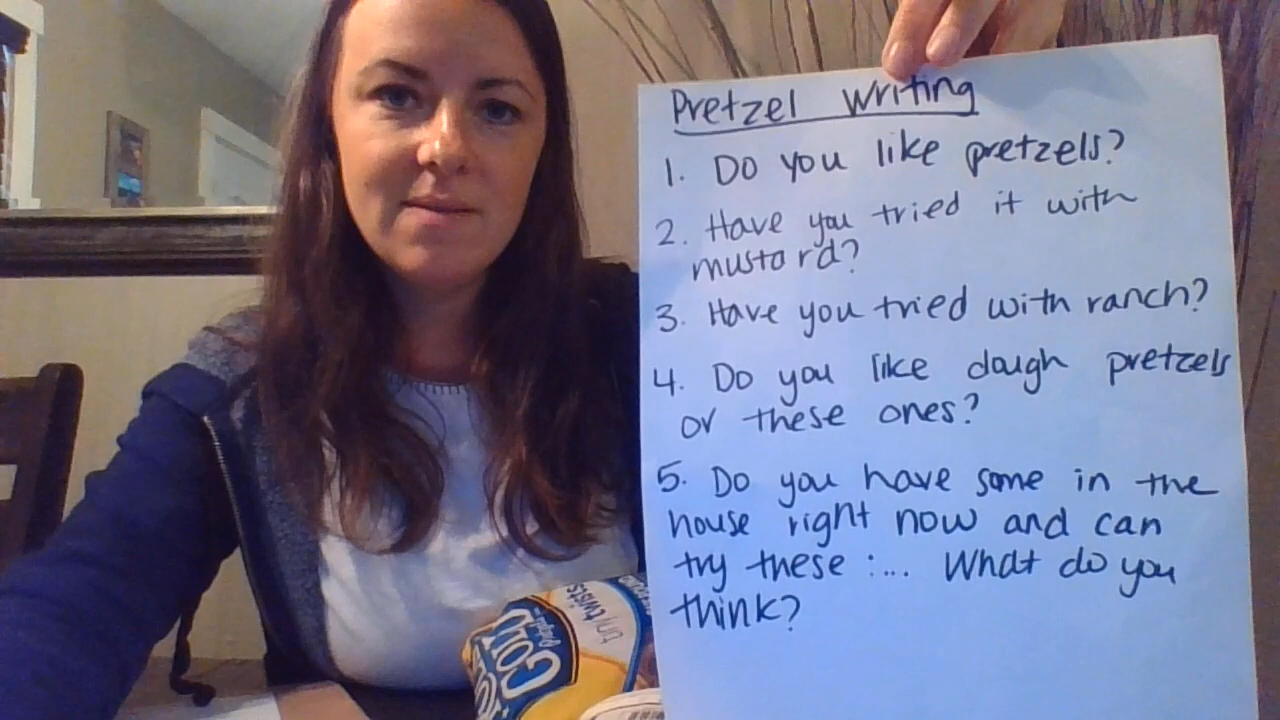 Pretzel Writing
1. Do you like pretzels?
2. Have you tried it with
mustard?
3. Have you tried with ranch?
4. Do you like dough pretzels
or these ones?
5. Do you have some in the
house right now and can
try these :... What do you
think?
tiny twists